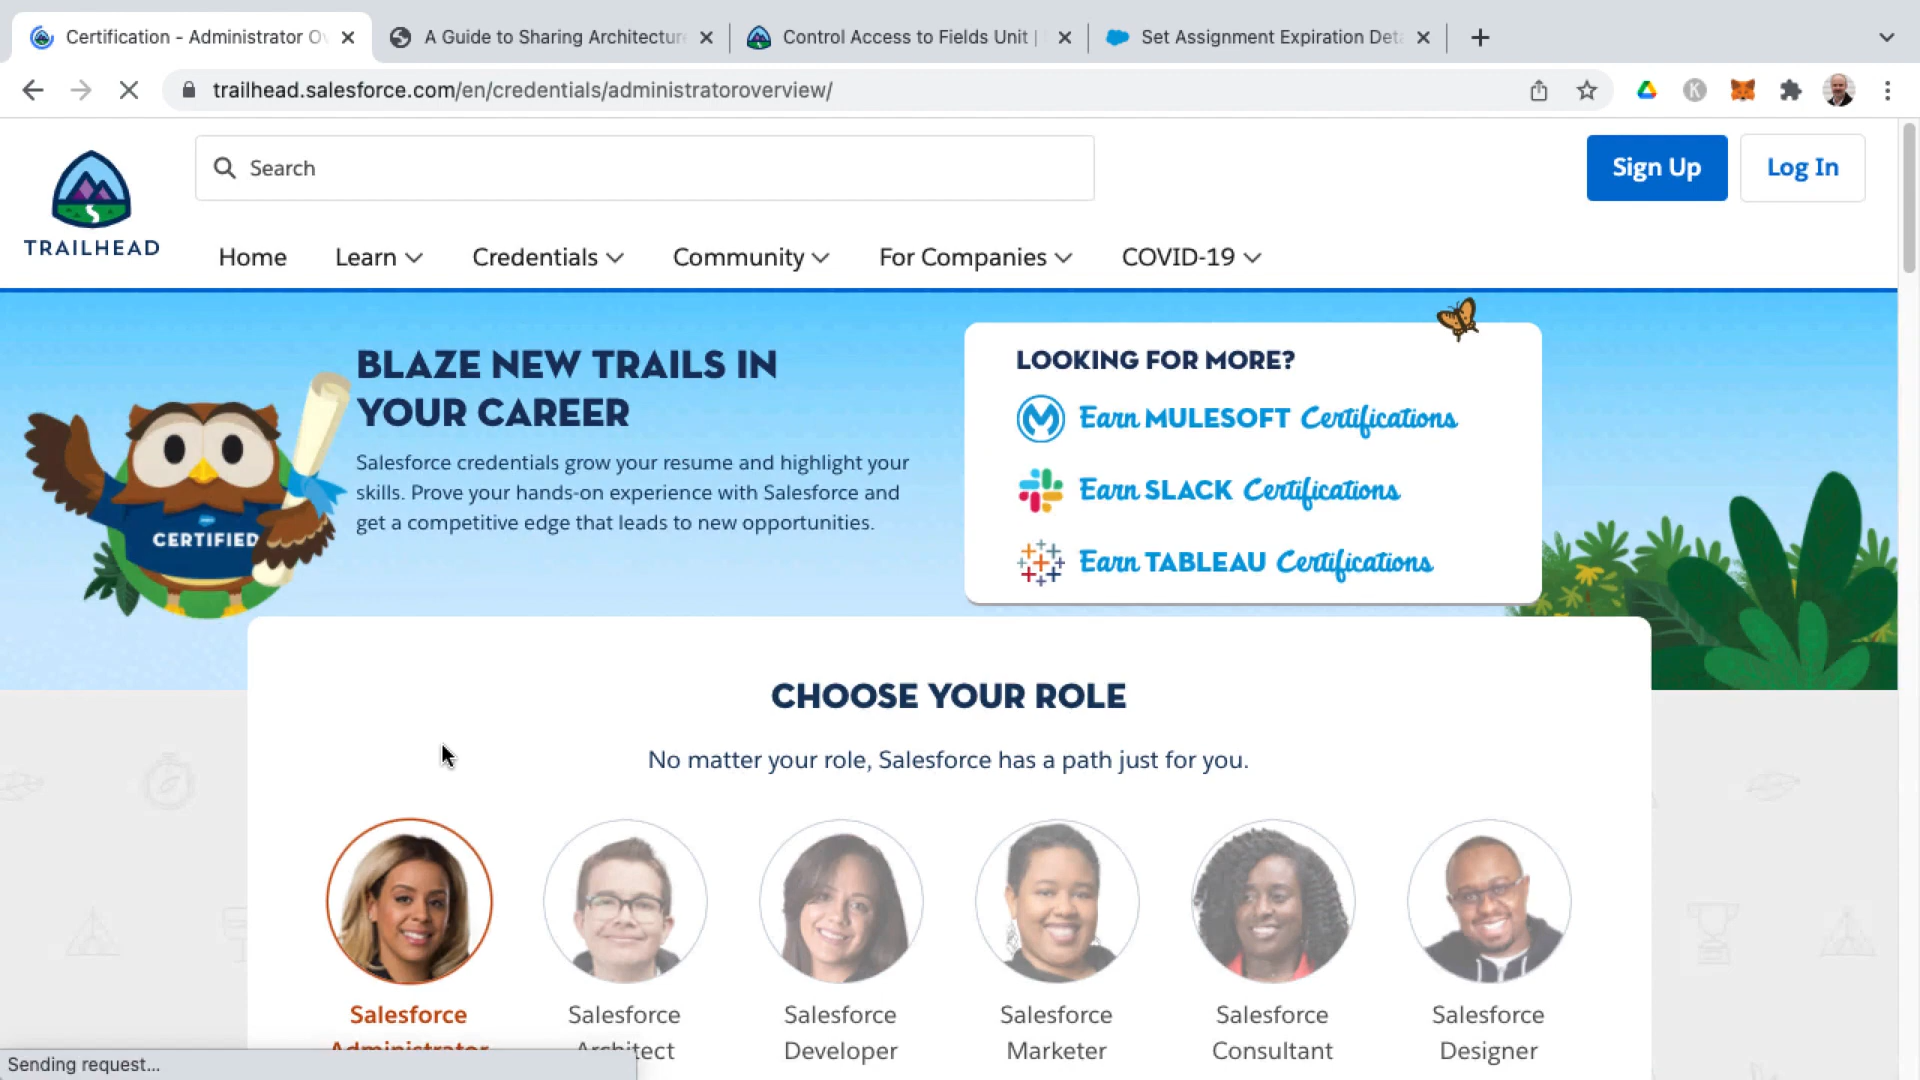 Certification - Administrator Ov
A Guide to Sharing Architecture
Control Access to Fields Unit |
Set Assignment Expiration Deta
trailhead.salesforce.com/en/credentials/administratoroverview/
K
Search
Sign Up
Log In
TRAILHEAD
Home
Learn
Credentials
Community
For Companies
COVID-19
BLAZE NEW TRAILS IN
YOUR CAREER
Salesforce credentials grow your resume and highlight your
skills. Prove your hands-on experience with Salesforce and
get a competitive edge that leads to new opportunities.
CERTIFIED
LOOKING FOR MORE?
Earn MULESOFT Certifications
Earn SLACK Certifications
Earn TABLEAU Certifications
CHOOSE YOUR ROLE
No matter your role, Salesforce has a path just for you.
Salesforce
Administrator
Salesforce
Architect
Salesforce
Developer
Salesforce
Marketer
Salesforce
Consultant
Salesforce
Designer
Sending request...